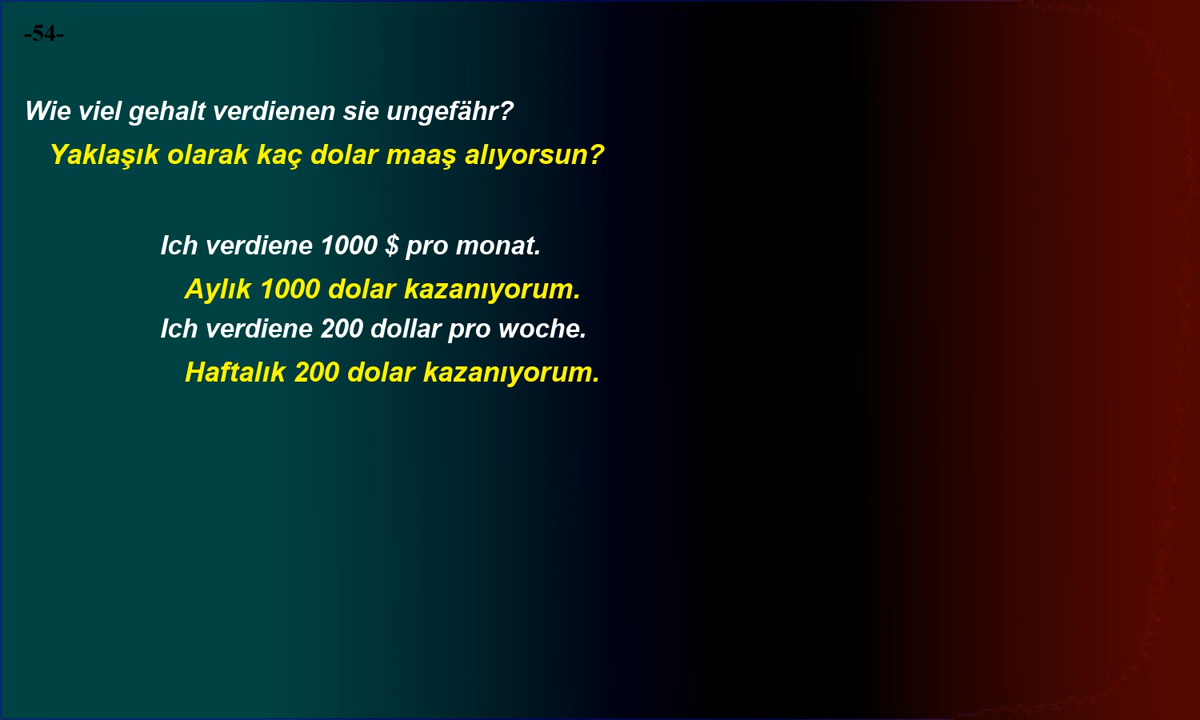 -54-
Wie viel gehalt verdienen sie ungefähr?
Yaklaşık olarak kaç dolar maaş alıyorsun?
Ich verdiene 1000 $ pro monat.
Aylık 1000 dolar kazanıyorum.
Ich verdiene 200 dollar pro woche.
Haftalık 200 dolar kazanıyorum.